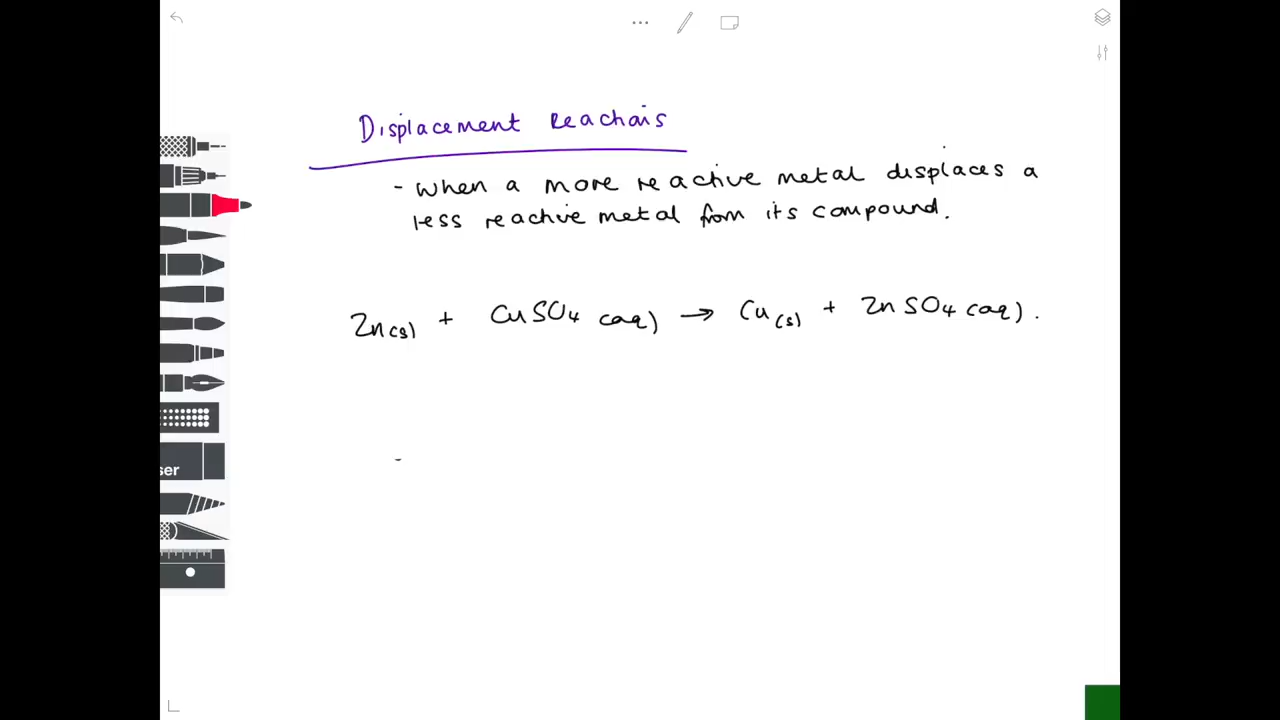 Displacement Reactions
- when a more reactive metal displaces a
less reactive metal from its compound.
Zn(s) + CuSO4 (aq) → Cu(s) + ZnSO4 (aq).
-
ser